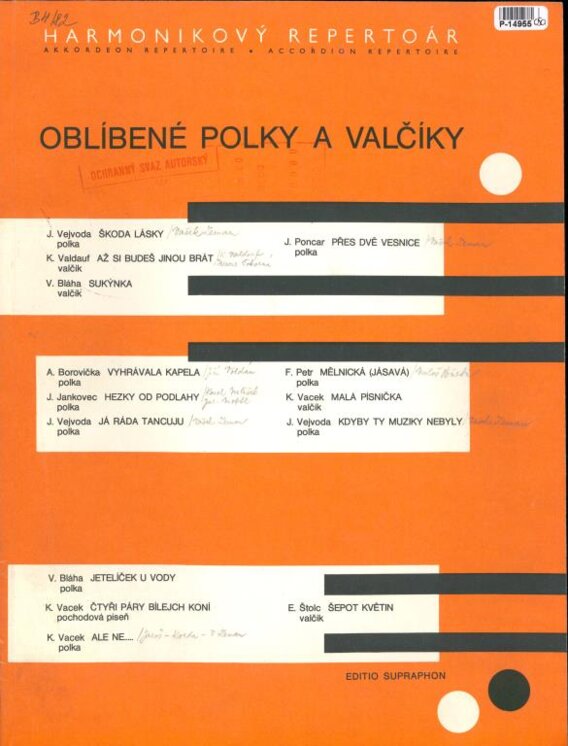 BH/82
P-14955
HARMONIKOVÝ REPERTOÁR
AKKORDEON REPERTOIRE • ACCORDION REPERTOIRE
OBLÍBENÉ POLKY A VALČÍKY
OCHRANNÝ SVAZ AUTORSKÝ
J. Vejvoda ŠKODA LÁSKY
polka
K. Valdauf AŽ SI BUDEŠ JINOU BRÁT
valčík
V. Bláha SUKÝNKA
valčík
J. Poncar PŘES DVĚ VESNICE
polka
A. Borovička VYHRÁVALA KAPELA
polka
J. Jankovec HEZKY OD PODLAHY
polka
J. Vejvoda JÁ RÁDA TANCUJU
polka
F. Petr MĚLNICKÁ (JÁSAVÁ)
polka
K. Vacek MALÁ PÍSNIČKA
valčík
J. Vejvoda KDYBY TY MUZIKY NEBYLY
polka
V. Bláha JETELÍČEK U VODY
polka
K. Vacek ČTYŘI PÁRY BÍLEJCH KONÍ
pochodová píseň
K. Vacek ALE NE....
polka
E. Štolc ŠEPOT KVĚTIN
valčík
EDITIO SUPRAPHON